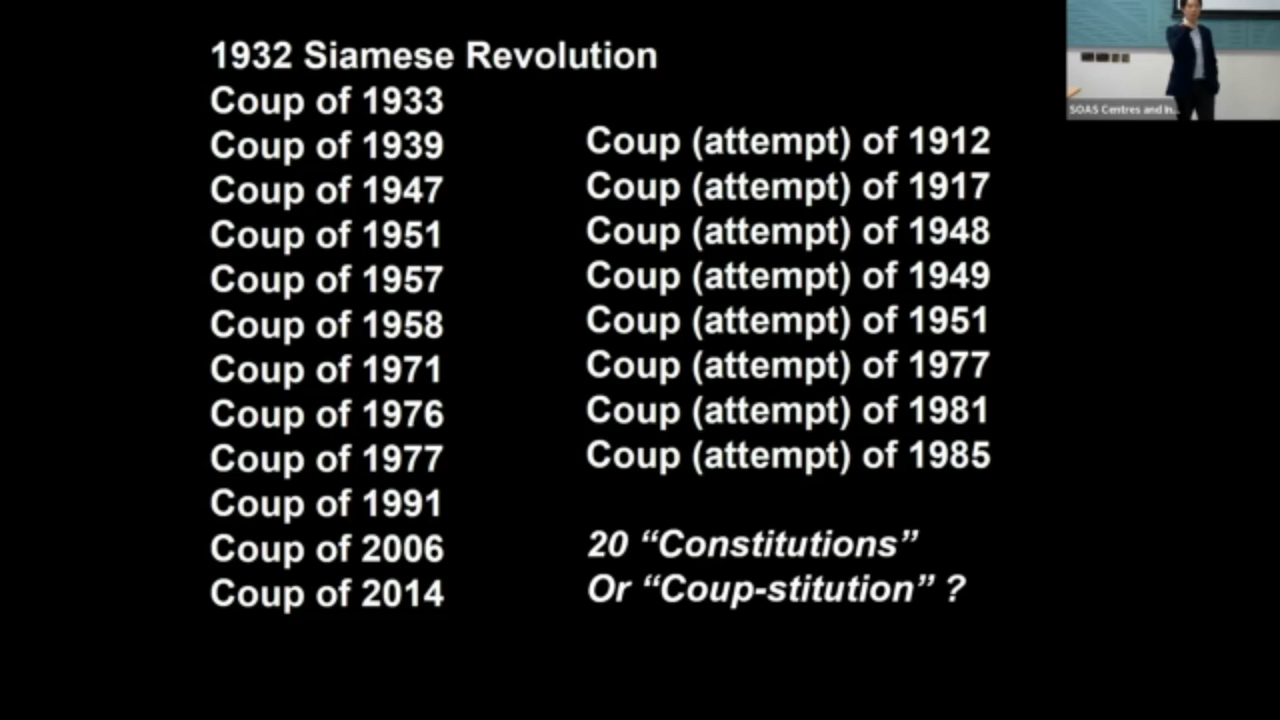 1932 Siamese Revolution
Coup of 1933
Coup of 1939
Coup of 1947
Coup of 1951
Coup of 1957
Coup of 1958
Coup of 1971
Coup of 1976
Coup of 1977
Coup of 1991
Coup of 2006
Coup of 2014
Coup (attempt) of 1912
Coup (attempt) of 1917
Coup (attempt) of 1948
Coup (attempt) of 1949
Coup (attempt) of 1951
Coup (attempt) of 1977
Coup (attempt) of 1981
Coup (attempt) of 1985
20 “Constitutions”
Or “Coup-stitution” ?
SOAS Centres and In...